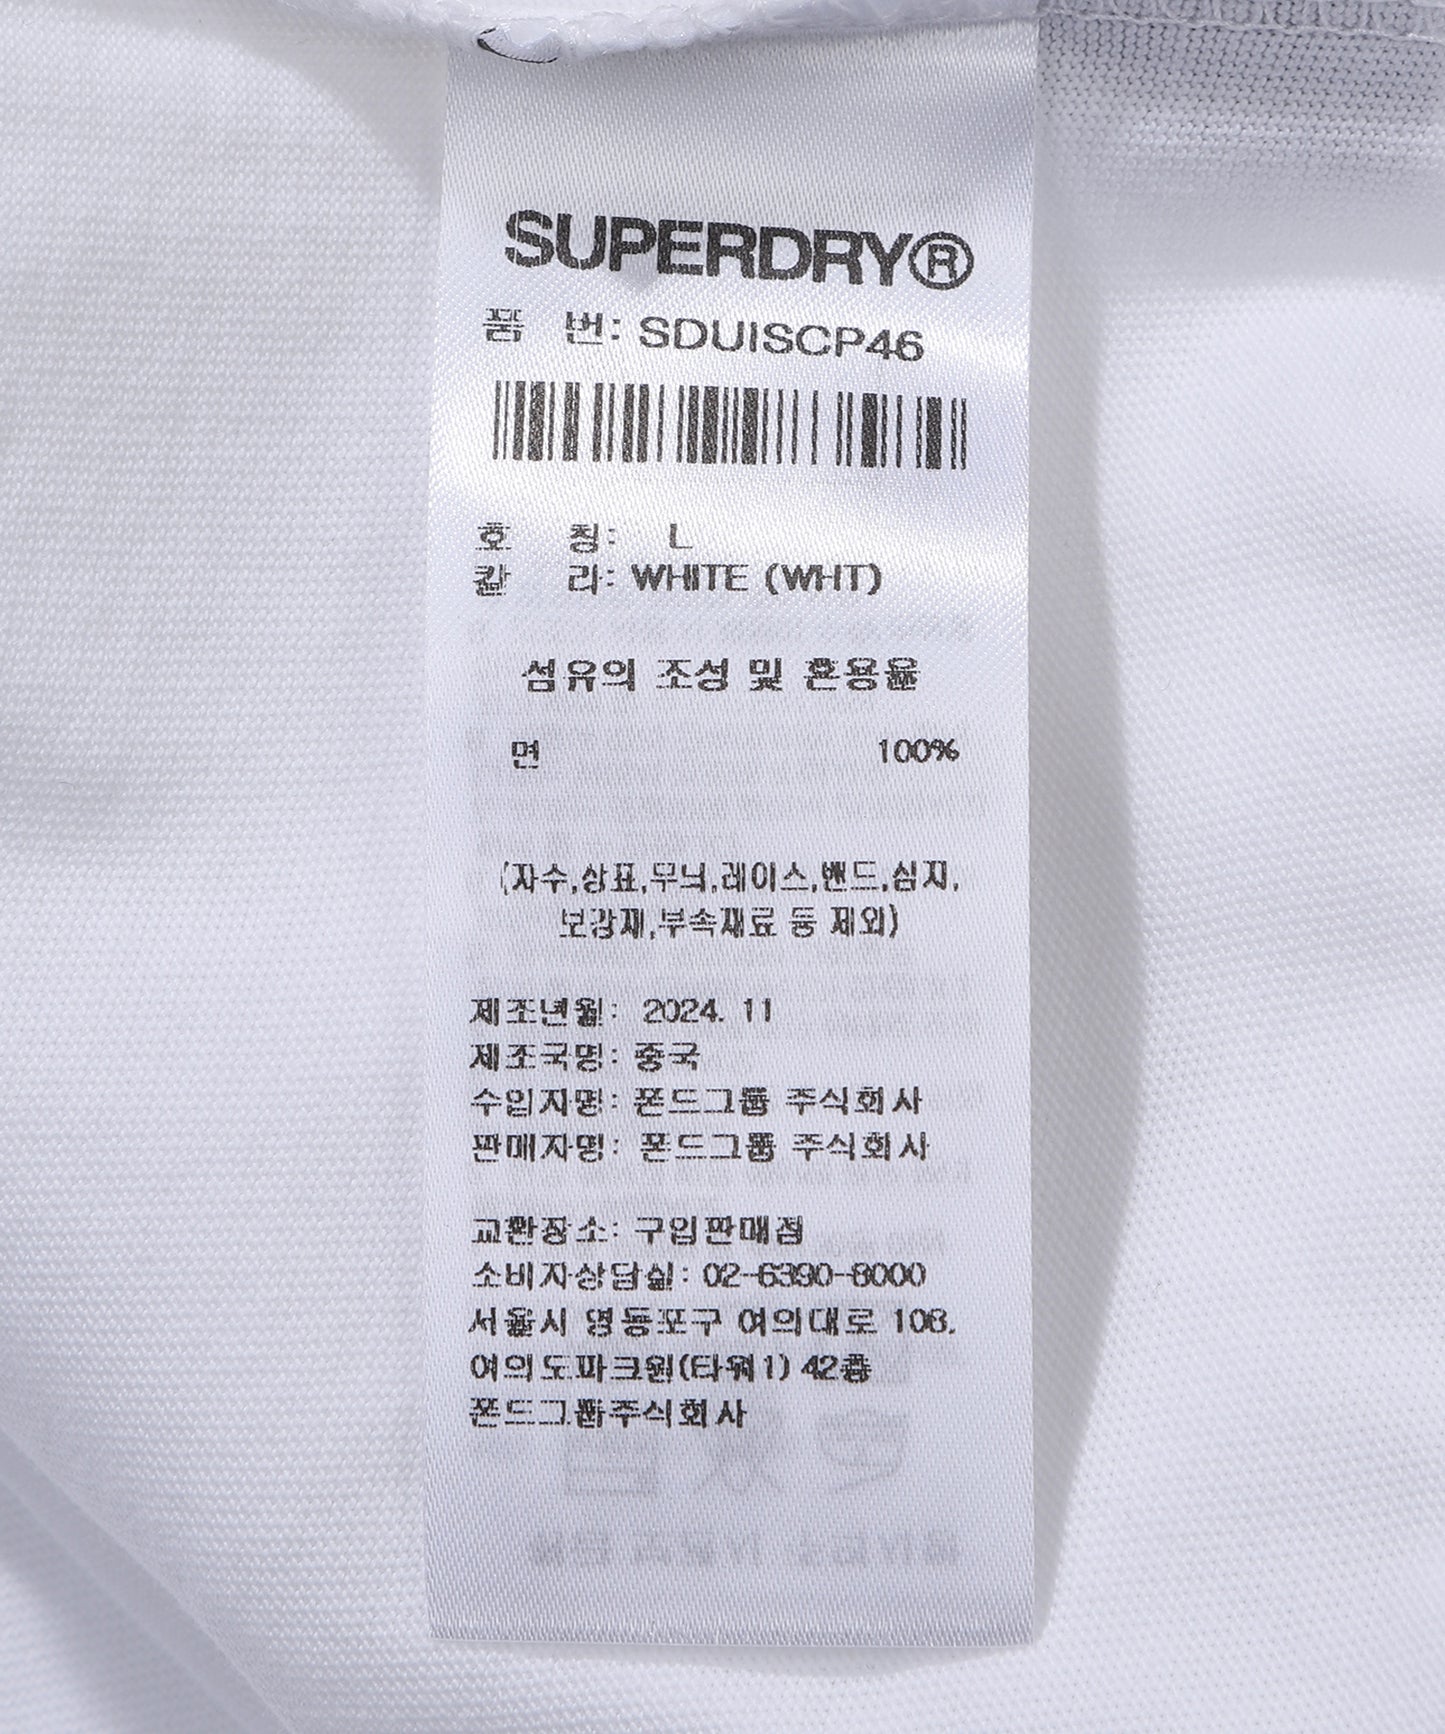 SUPERDRY®
품 번: SDUISCP46
호 칭: L
칼 라: WHITE (WHT)
섬유의 조성 및 혼용율
면 100%
(자수,상표,무늬,레이스,밴드,심지,
보강재,부속재료 등 제외)
제조년월: 2024. 11
제조국명: 중국
수입자명: 폰드그룹 주식회사
판매자명: 폰드그룹 주식회사
교환장소: 구입판매점
소비자상담실: 02-6390-8000
서울시 영등포구 여의대로 108,
여의도파크원(타워1) 42층
폰드그룹주식회사